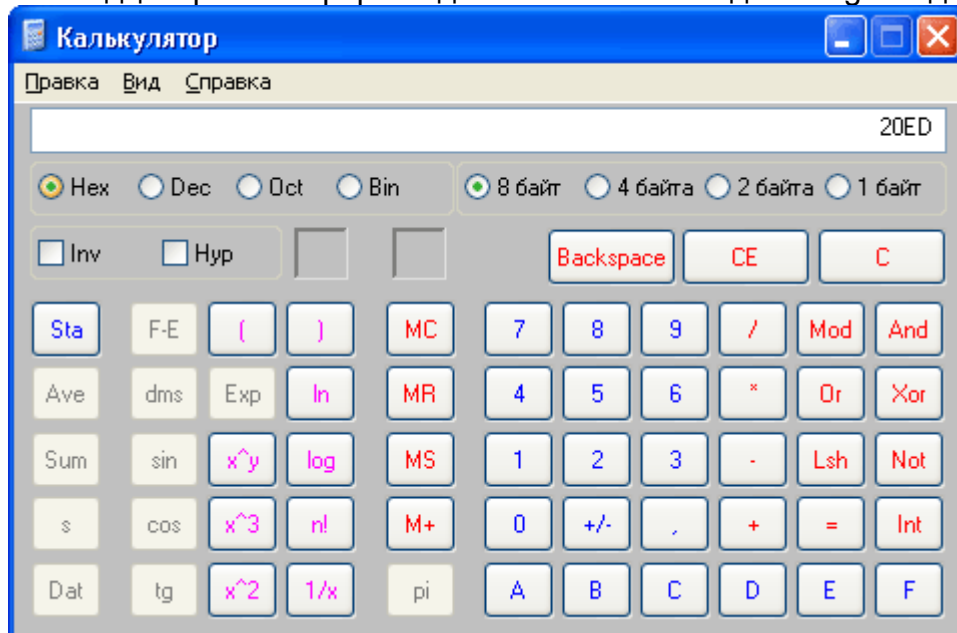 Калькулятор
Правка Вид Справка
20ED
Hex Dec Oct Bin 8 байт 4 байта 2 байта 1 байт
Inv Hyp Backspace CE C
Sta F-E ( ) MC 7 8 9 / Mod And
Ave dms Exp ln MR 4 5 6 * Or Xor
Sum sin x^y log MS 1 2 3 - Lsh Not
s cos x^3 n! M+ 0 +/- , + = Int
Dat tg x^2 1/x pi A B C D E F